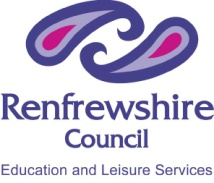 Renfrewshire
Council
Education and Leisure Services